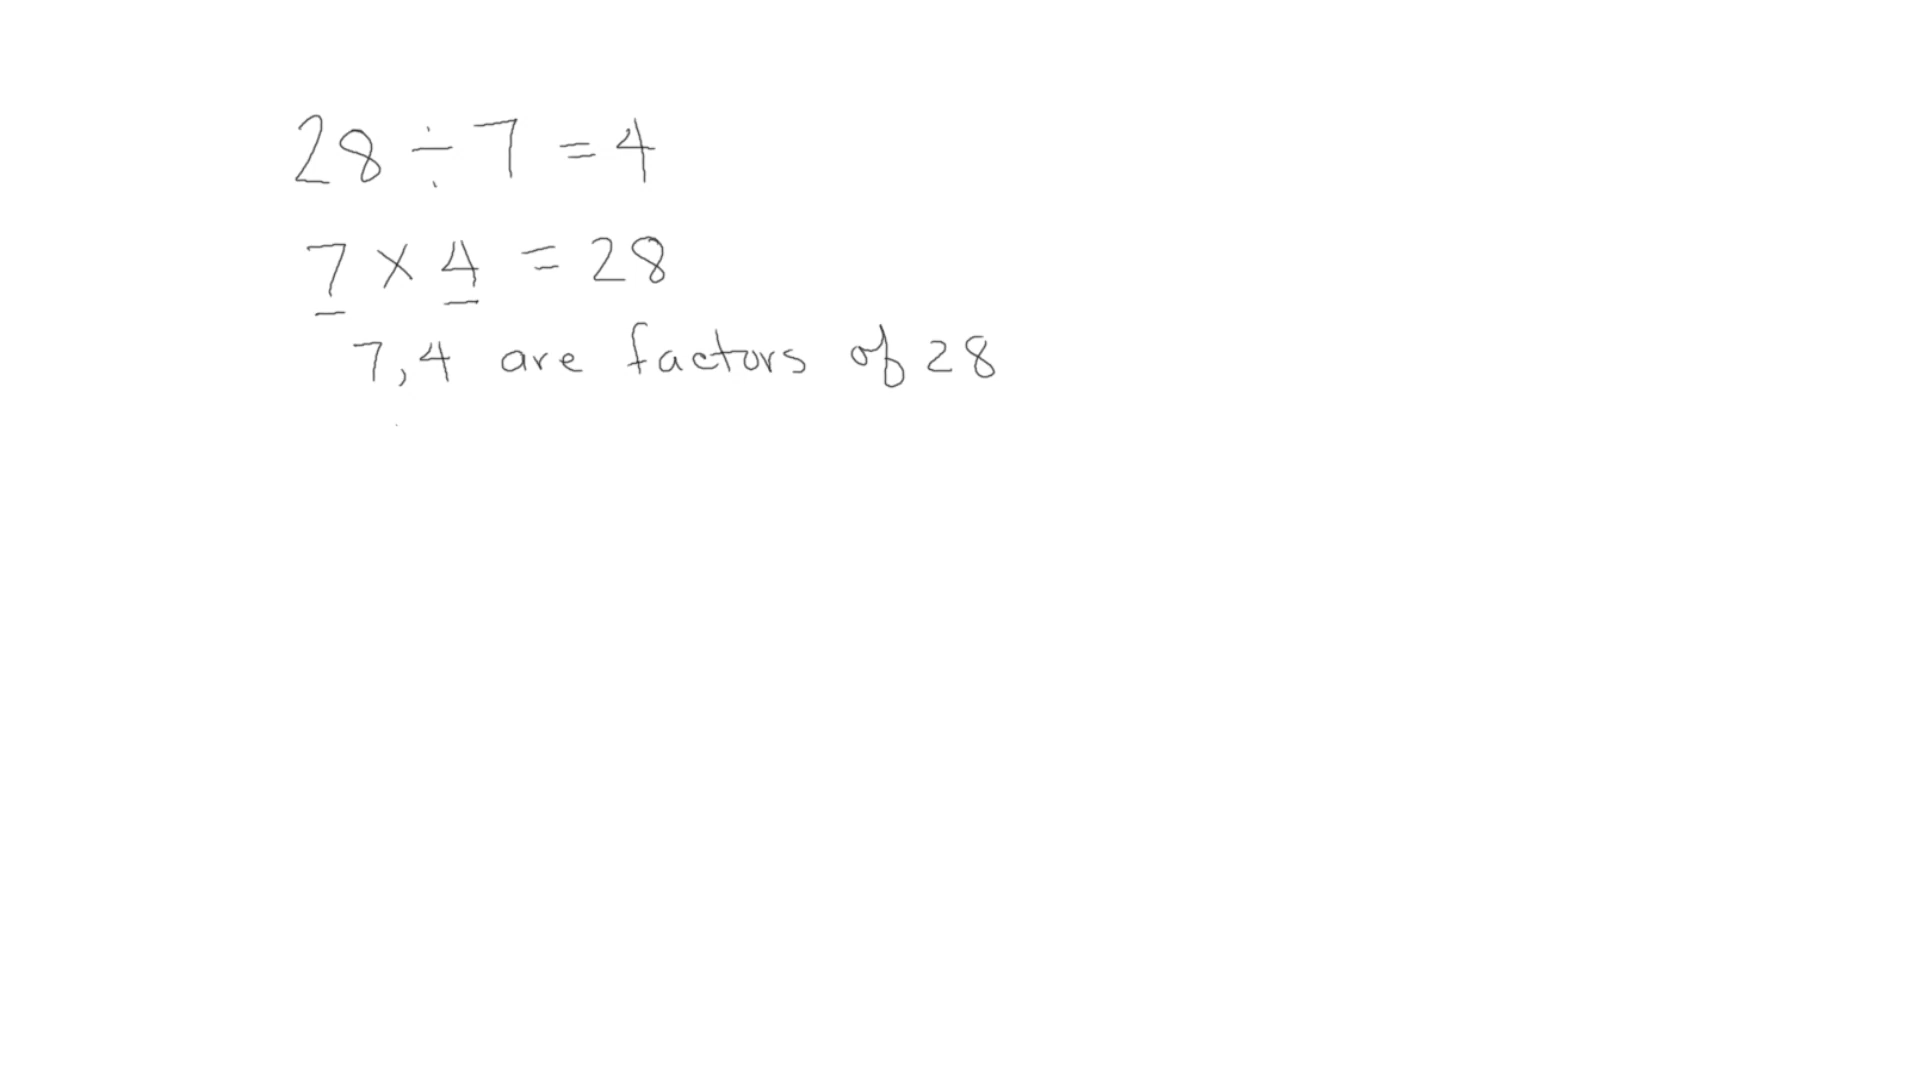 28 ÷ 7 = 4
7 × 4 = 28
7, 4 are factors of 28